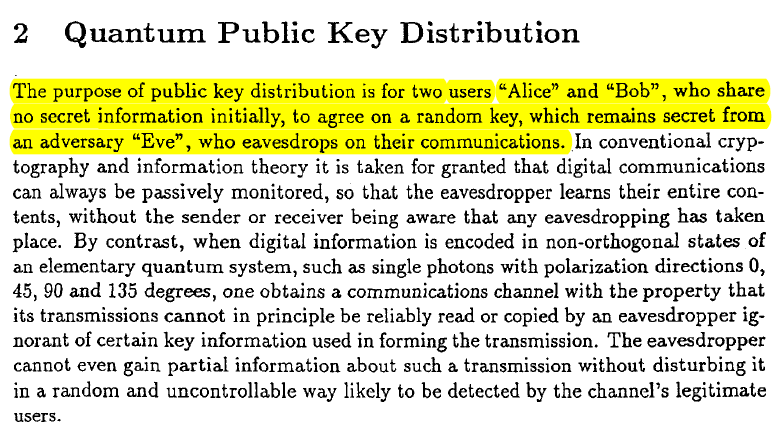 2 Quantum Public Key Distribution
The purpose of public key distribution is for two users “Alice” and “Bob”, who share
no secret information initially, to agree on a random key, which remains secret from
an adversary “Eve”, who eavesdrops on their communications. In conventional cryp-
tography and information theory it is taken for granted that digital communications
can always be passively monitored, so that the eavesdropper learns their entire con-
tents, without the sender or receiver being aware that any eavesdropping has taken
place. By contrast, when digital information is encoded in non-orthogonal states of
an elementary quantum system, such as single photons with polarization directions 0,
45, 90 and 135 degrees, one obtains a communications channel with the property that
its transmissions cannot in principle be reliably read or copied by an eavesdropper ig-
norant of certain key information used in forming the transmission. The eavesdropper
cannot even gain partial information about such a transmission without disturbing it
in a random and uncontrollable way likely to be detected by the channel’s legitimate
users.